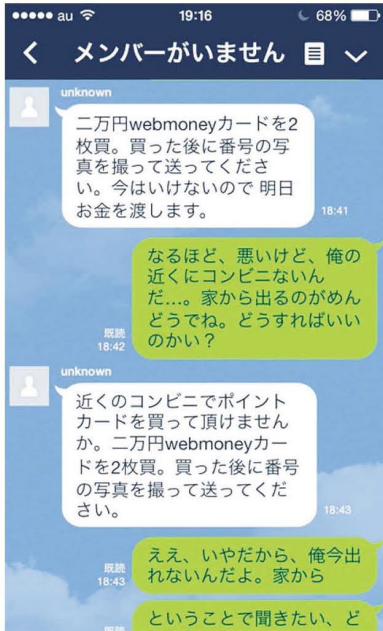 au
19:16
68%
メンバーがいません
unknown
二万円webmoneyカードを2
枚買。買った後に番号の写
真を撮って送ってくださ
い。今はいけないので 明日
お金を渡します。
18:41
なるほど、悪いけど、俺の
近くにコンビニないん
だ…。家から出るのがめん
どうでね。どうすればいい
のかい？
既読
18:42
unknown
近くのコンビニでポイント
カードを買って頂けません
か。二万円webmoneyカー
ドを2枚買。買った後に番号
の写真を撮って送ってくだ
さい。
18:43
ええ、いやだから、俺今出
れないんだよ。家から
既読
18:43
ということで聞きたい、ど